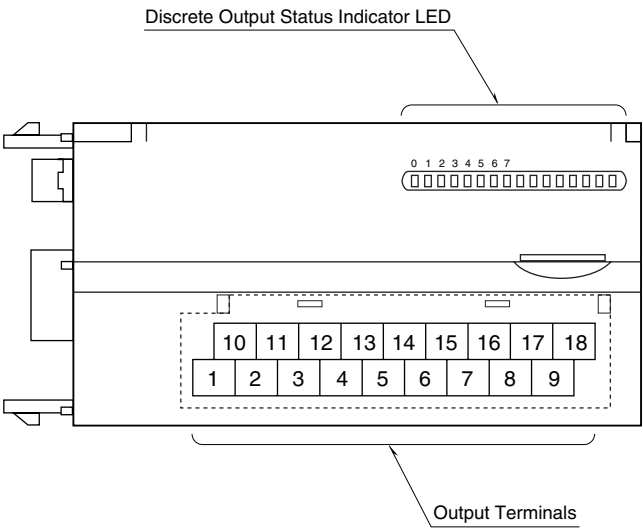 Discrete Output Status Indicator LED
0 1 2 3 4 5 6 7
10 11 12 13 14 15 16 17 18
1 2 3 4 5 6 7 8 9
Output Terminals